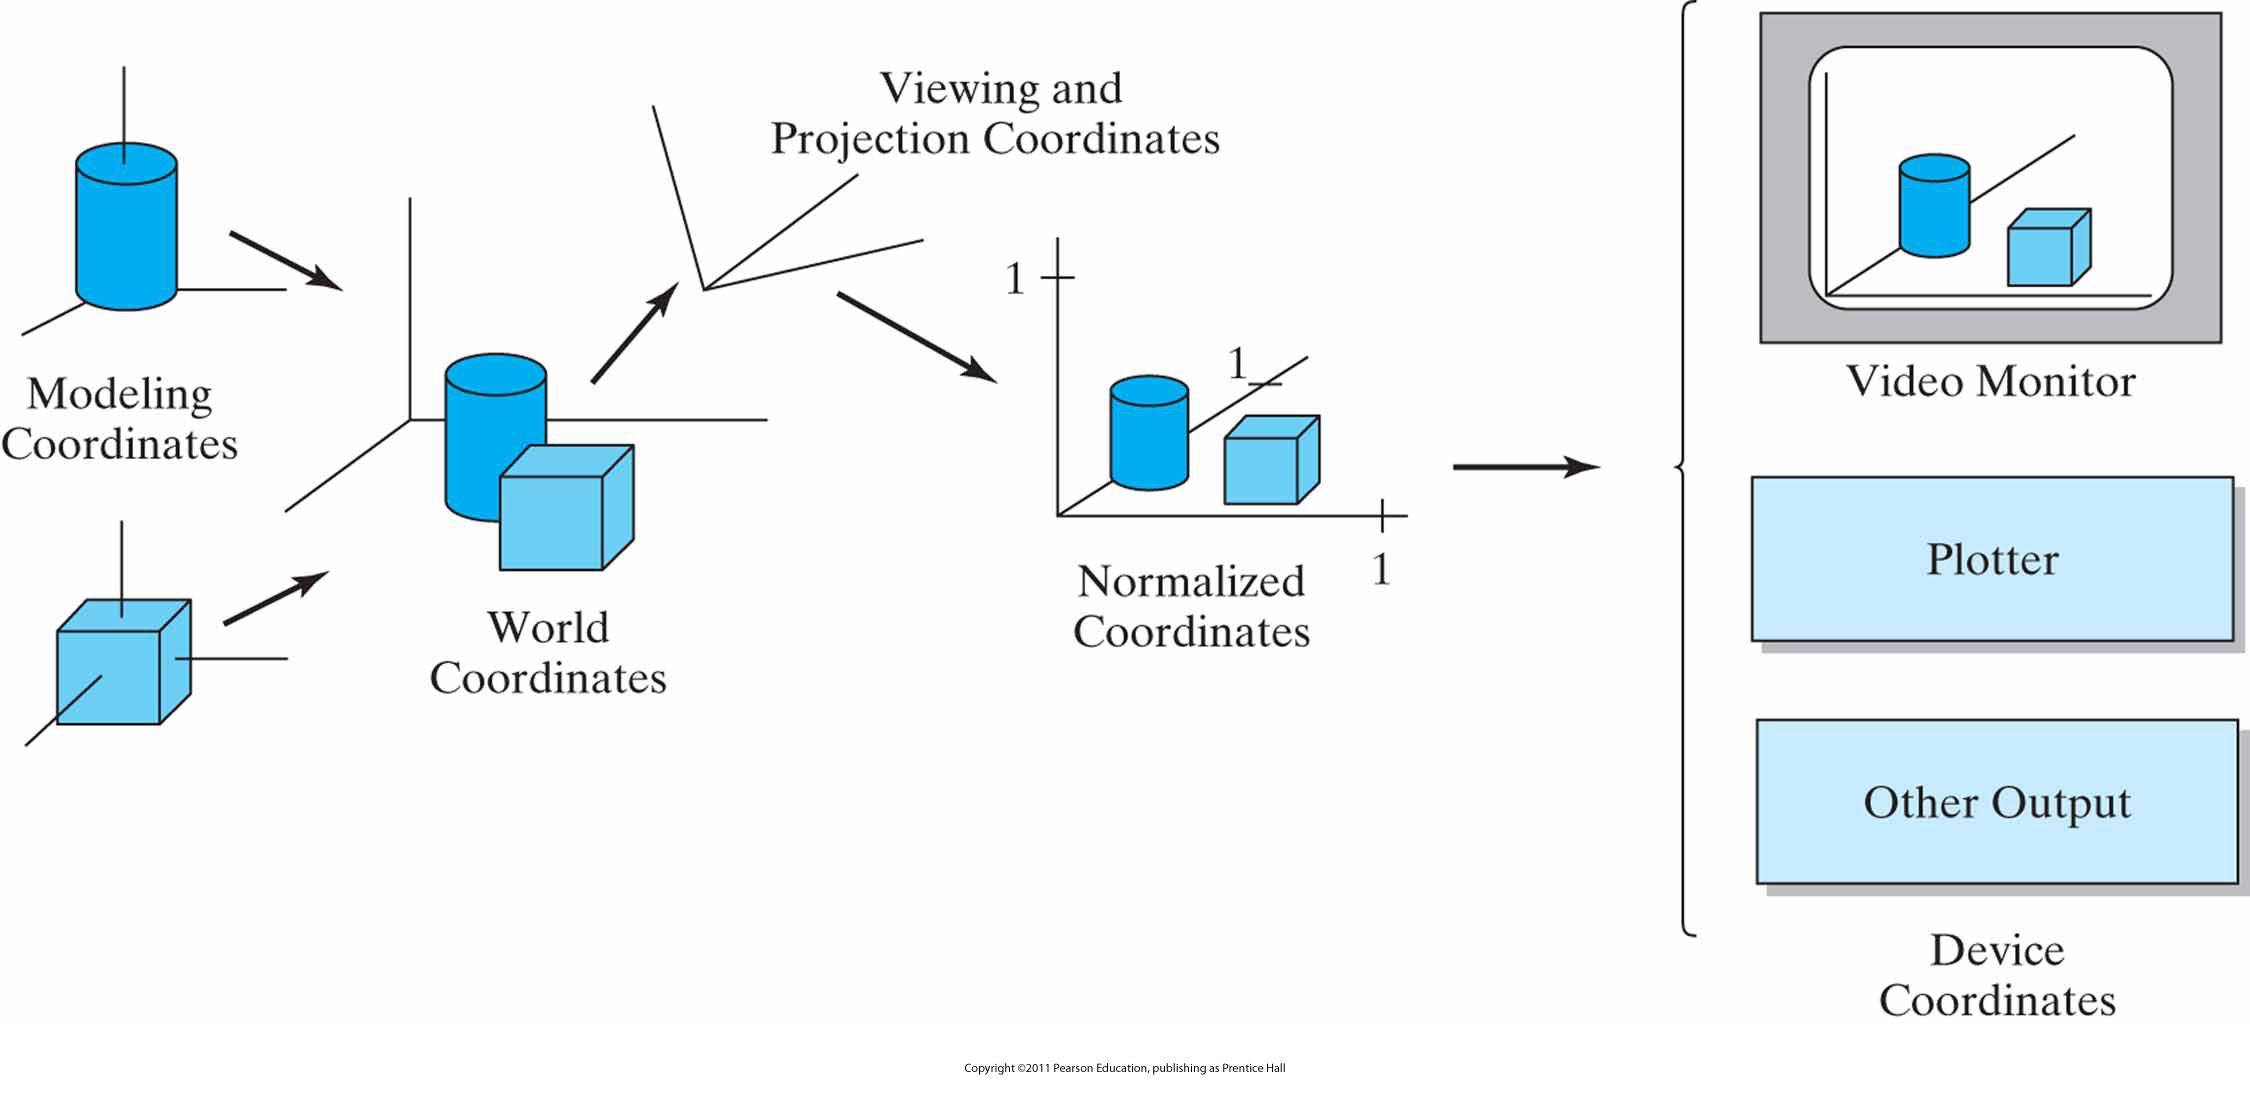 Modeling
Coordinates
World
Coordinates
Viewing and
Projection Coordinates
1
1
1
Normalized
Coordinates
Video Monitor
Plotter
Other Output
Device
Coordinates
Copyright ©2011 Pearson Education, publishing as Prentice Hall